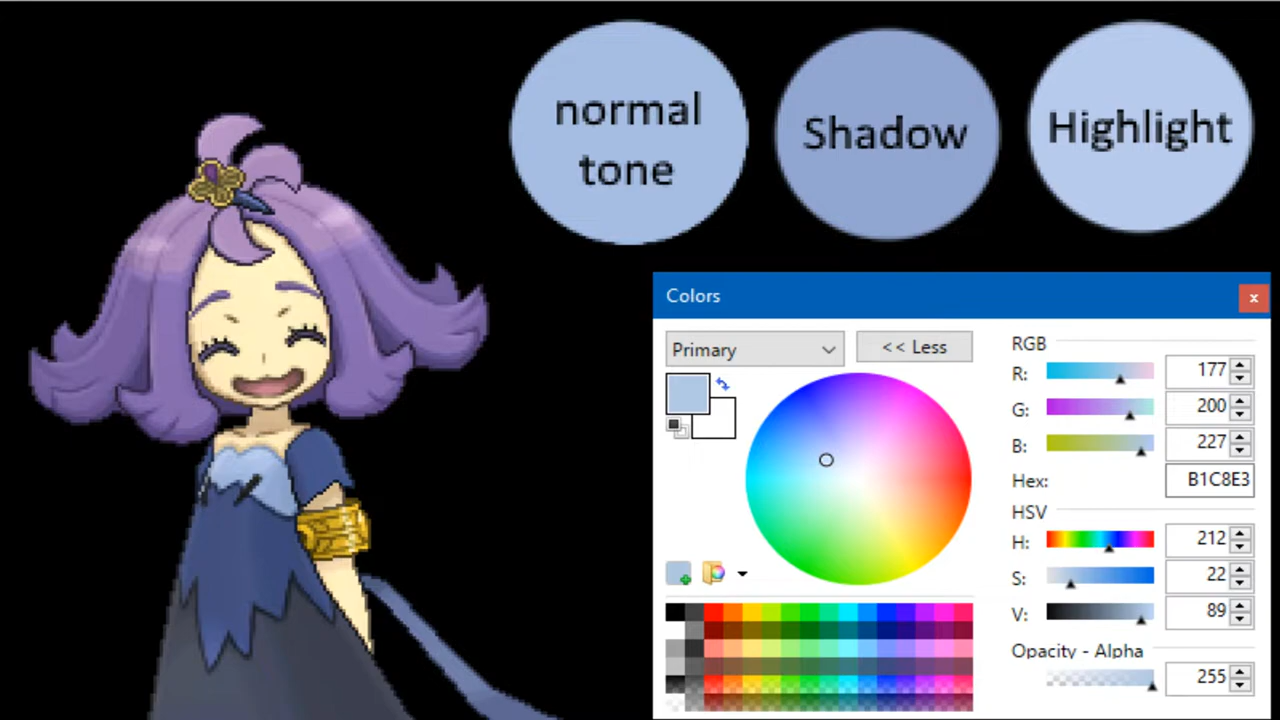 normal
tone
Shadow
Highlight
Colors
x
Primary
<< Less
RGB
R: 177
G: 200
B: 227
Hex: B1C8E3
HSV
H: 212
S: 22
V: 89
Opacity - Alpha
255